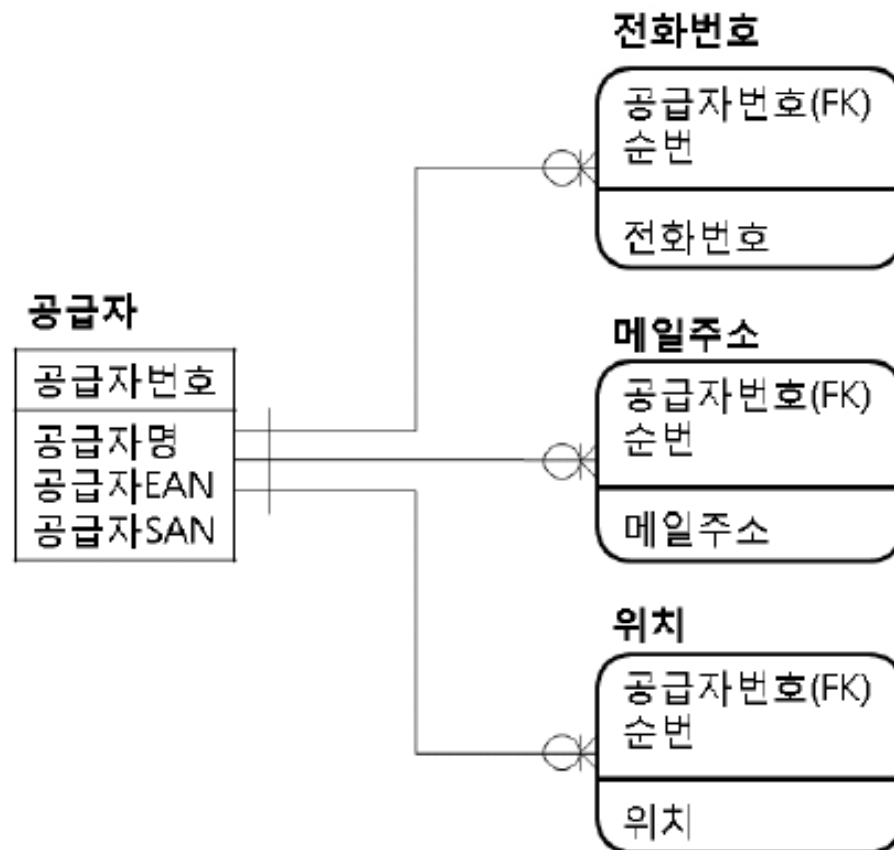 전화번호
공급자번호(FK)
순번
전화번호
공급자
공급자번호
공급자명
공급자EAN
공급자SAN
메일주소
공급자번호(FK)
순번
메일주소
위치
공급자번호(FK)
순번
위치